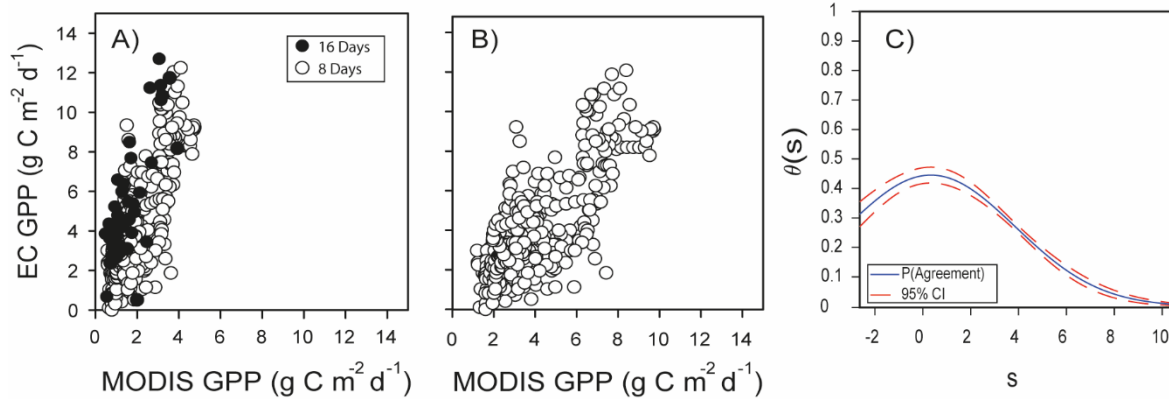 A)
16 Days
8 Days
EC GPP (g C m-2 d-1)
14
12
10
8
6
4
2
0
0 2 4 6 8 10 12 14
MODIS GPP (g C m-2 d-1)
B)
0 2 4 6 8 10 12 14
MODIS GPP (g C m-2 d-1)
C)
θ(s)
1
0.9
0.8
0.7
0.6
0.5
0.4
0.3
0.2
0.1
0
P(Agreement)
95% CI
-2 0 2 4 6 8 10
s